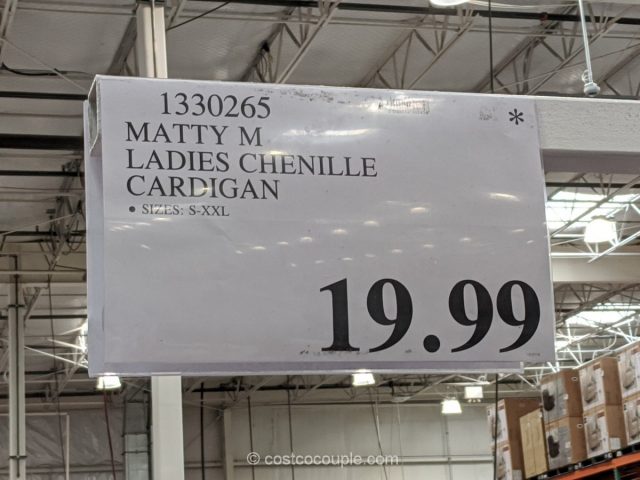 1330265 *
MATTY M
LADIES CHENILLE
CARDIGAN
• SIZES: S-XXL
19.99
© costcocouple.com